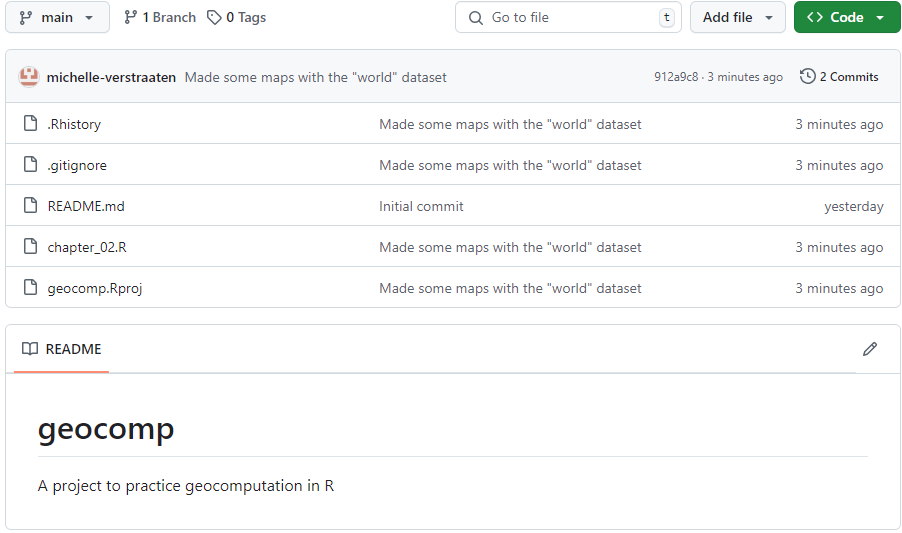 main 1 Branch 0 Tags Go to file t Add file Code
michelle-verstraaten Made some maps with the "world" dataset 912a9c8 · 3 minutes ago 2 Commits
.Rhistory Made some maps with the "world" dataset 3 minutes ago
.gitignore Made some maps with the "world" dataset 3 minutes ago
README.md Initial commit yesterday
chapter_02.R Made some maps with the "world" dataset 3 minutes ago
geocomp.Rproj Made some maps with the "world" dataset 3 minutes ago
README
geocomp
A project to practice geocomputation in R